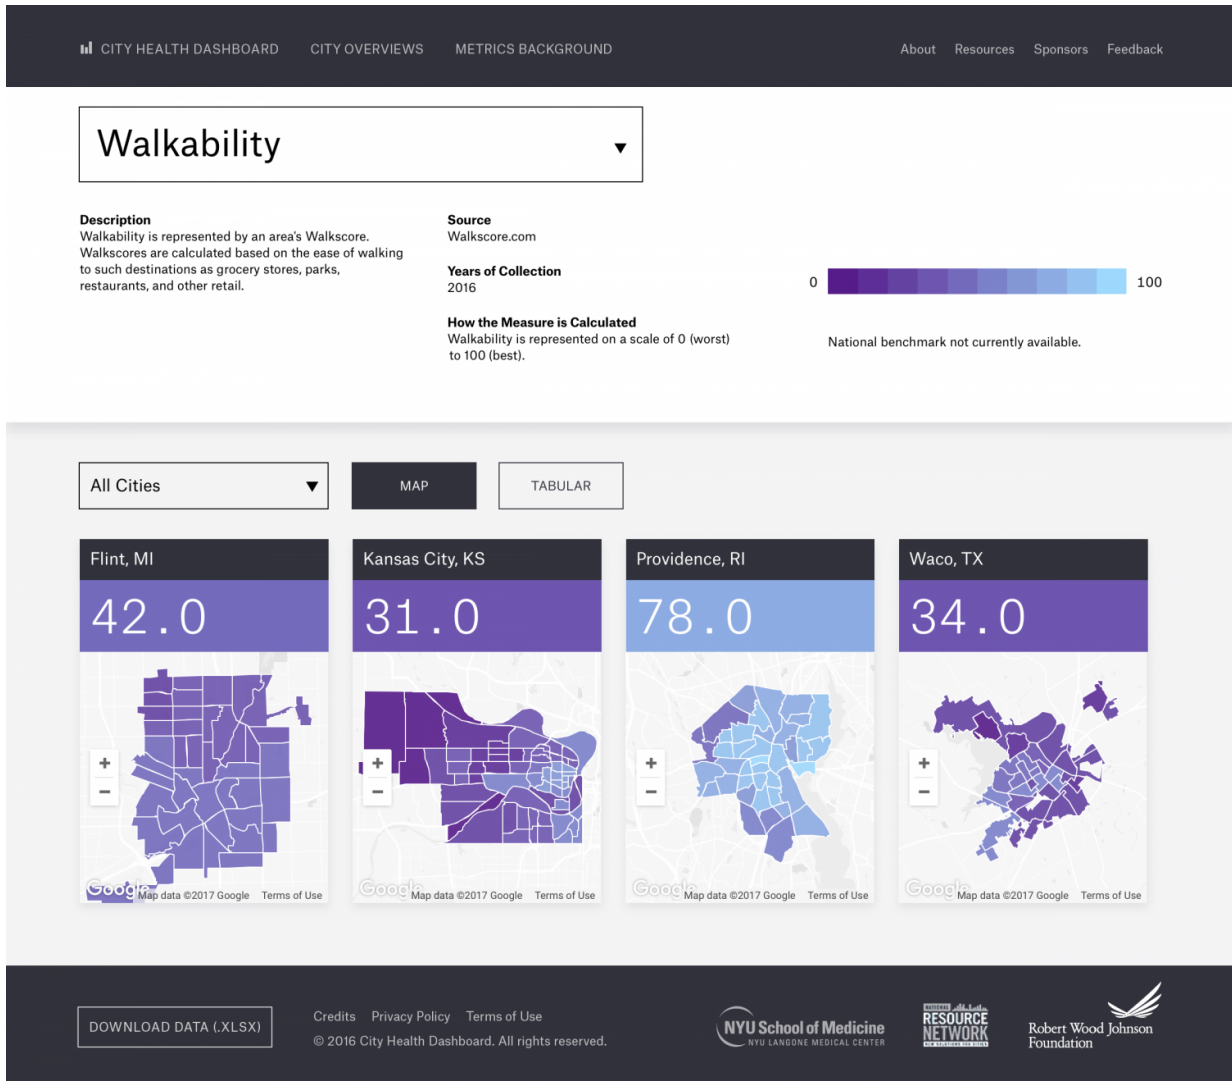 CITY HEALTH DASHBOARD CITY OVERVIEWS METRICS BACKGROUND About Resources Sponsors Feedback
Walkability
Description
Walkability is represented by an area's Walkscore.
Walkscores are calculated based on the ease of walking
to such destinations as grocery stores, parks,
restaurants, and other retail.
Source
Walkscore.com
Years of Collection
2016
How the Measure is Calculated
Walkability is represented on a scale of 0 (worst)
to 100 (best).
0 100
National benchmark not currently available.
All Cities MAP TABULAR
Flint, MI
42.0
Google Map data ©2017 Google Terms of Use
Kansas City, KS
31.0
Google Map data ©2017 Google Terms of Use
Providence, RI
78.0
Google Map data ©2017 Google Terms of Use
Waco, TX
34.0
Google Map data ©2017 Google Terms of Use
DOWNLOAD DATA (.XLSX)
Credits Privacy Policy Terms of Use
© 2016 City Health Dashboard. All rights reserved.
NYU School of Medicine
NYU LANGONE MEDICAL CENTER
NATIONAL
RESOURCE
NETWORK
NEW SOLUTIONS FOR CITIES
Robert Wood Johnson
Foundation